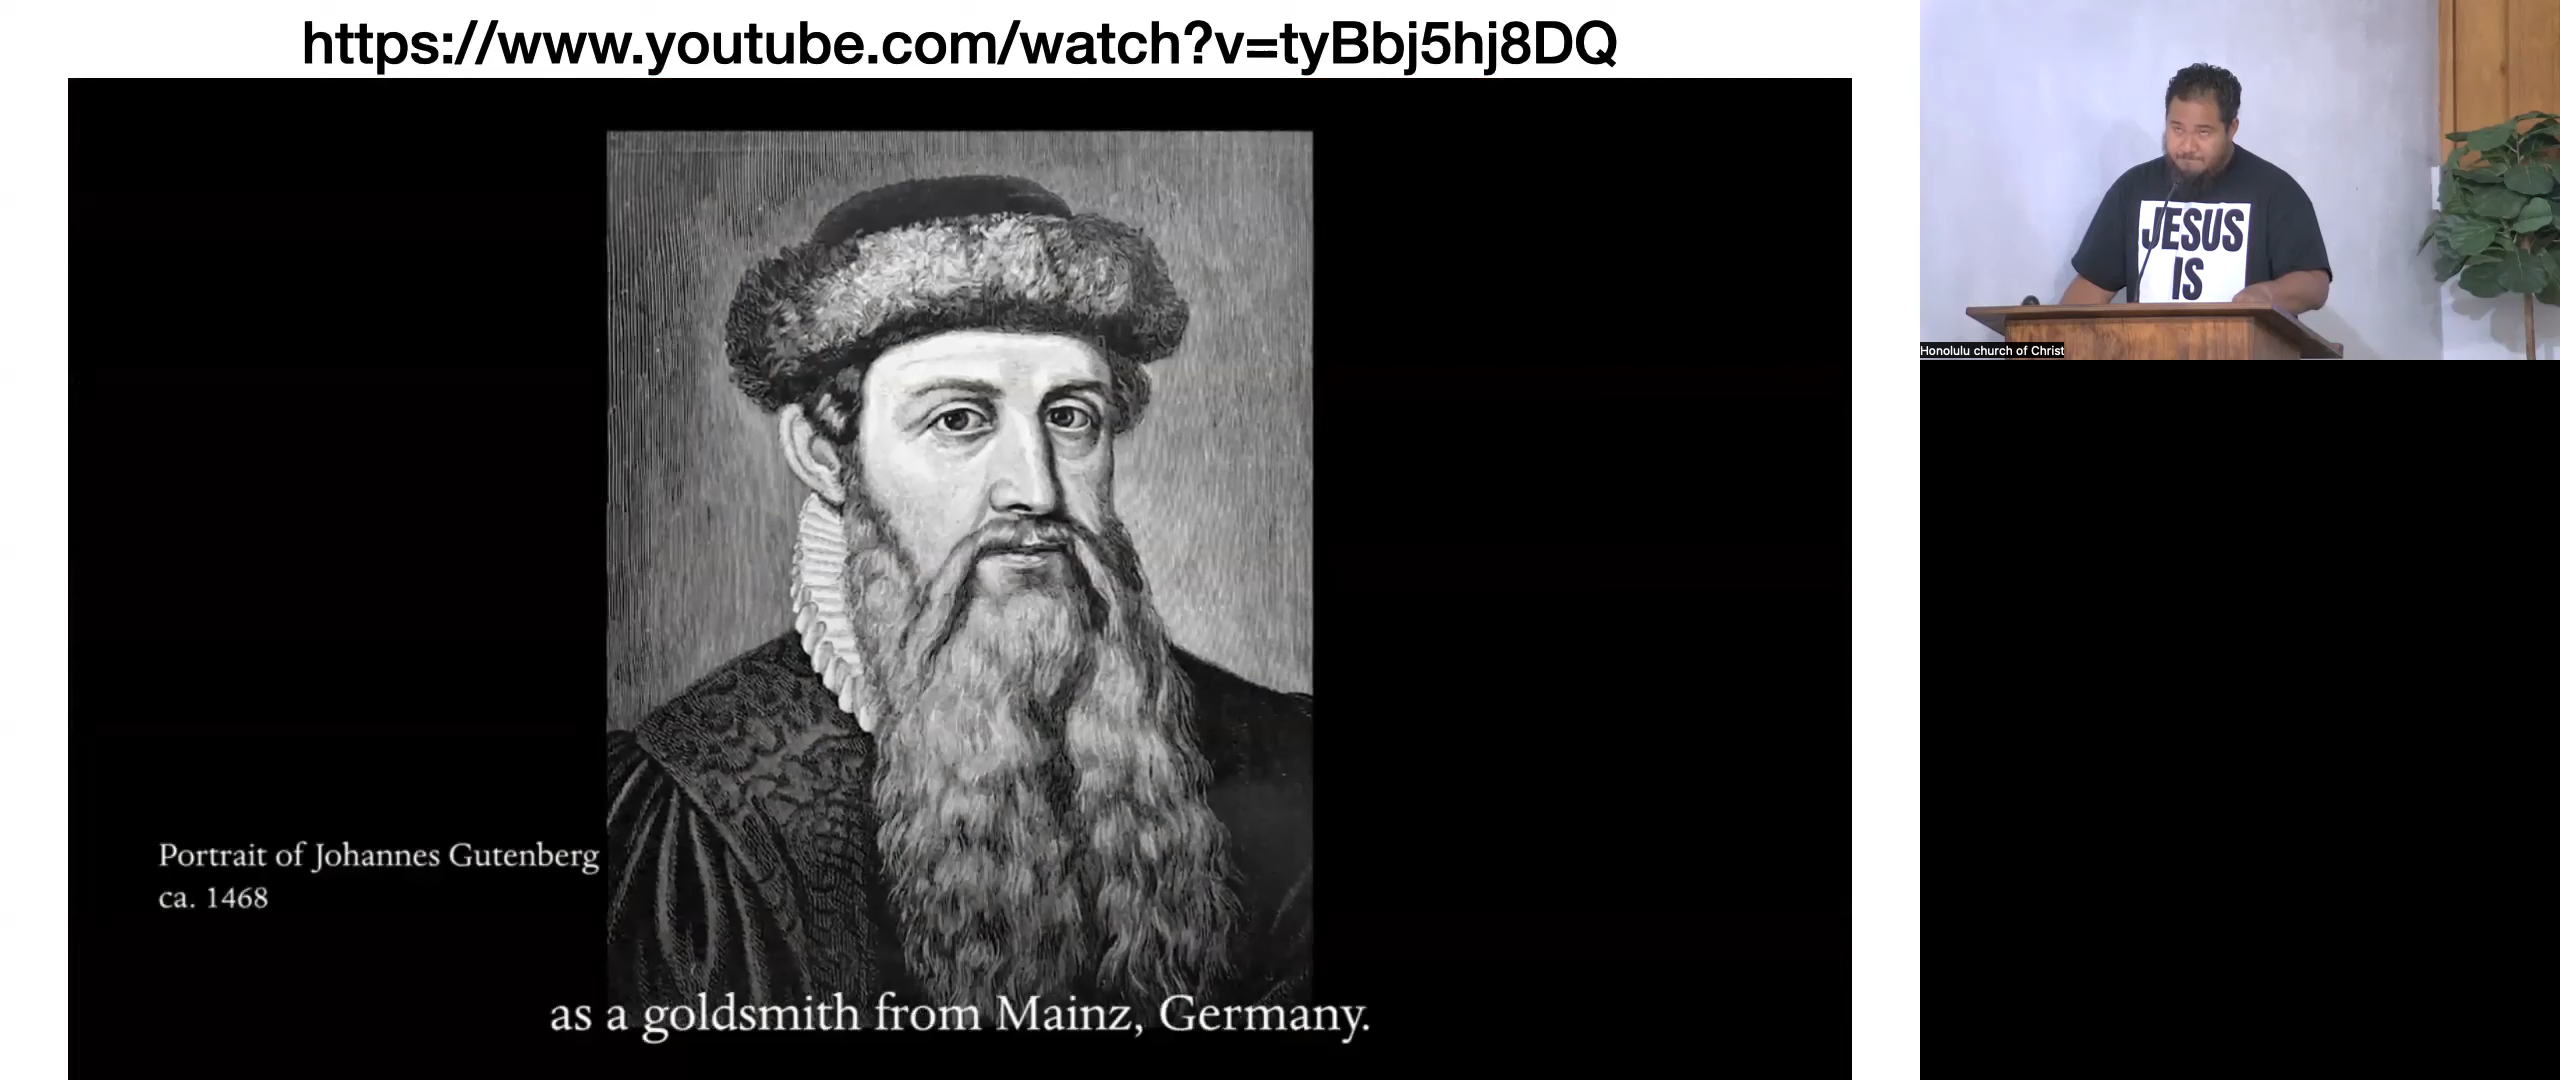 https://www.youtube.com/watch?v=tyBbj5hj8DQ
Portrait of Johannes Gutenberg
ca. 1468
as a goldsmith from Mainz, Germany.
JESUS
IS
Honolulu church of Christ